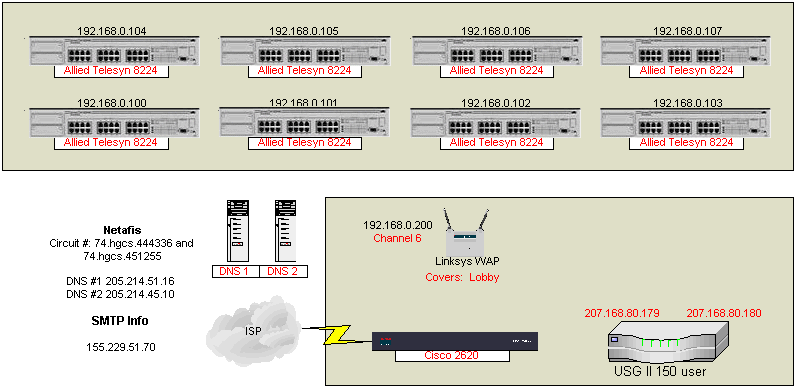 192.168.0.104
192.168.0.105
192.168.0.106
192.168.0.107
Allied Telesyn 8224
Allied Telesyn 8224
Allied Telesyn 8224
Allied Telesyn 8224
192.168.0.100
192.168.0.101
192.168.0.102
192.168.0.103
Allied Telesyn 8224
Allied Telesyn 8224
Allied Telesyn 8224
Allied Telesyn 8224
Netafis
Circuit #: 74.hgcs.444336 and
74.hgcs.451255
DNS #1 205.214.51.16
DNS #2 205.214.45.10
SMTP Info
155.229.51.70
DNS 1
DNS 2
ISP
192.168.0.200
Channel 6
Linksys WAP
Covers: Lobby
Cisco 2620
207.168.80.179
207.168.80.180
USG II 150 user